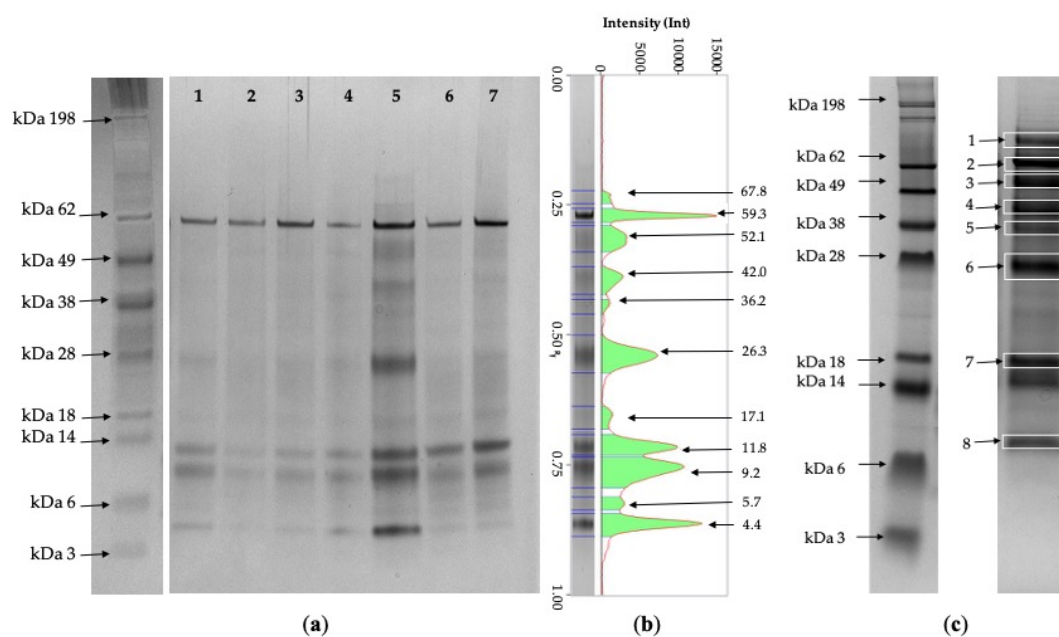 Intensity (Int)
0
5000
10000
15000
kDa 198
kDa 62
kDa 49
kDa 38
kDa 28
kDa 18
kDa 14
kDa 6
kDa 3
1 2 3 4 5 6 7
0.00
0.25
0.50 Rf
0.75
1.00
67.8
59.3
52.1
42.0
36.2
26.3
17.1
11.8
9.2
5.7
4.4
kDa 198
kDa 62
kDa 49
kDa 38
kDa 28
kDa 18
kDa 14
kDa 6
kDa 3
1
2
3
4
5
6
7
8
(a) (b) (c)